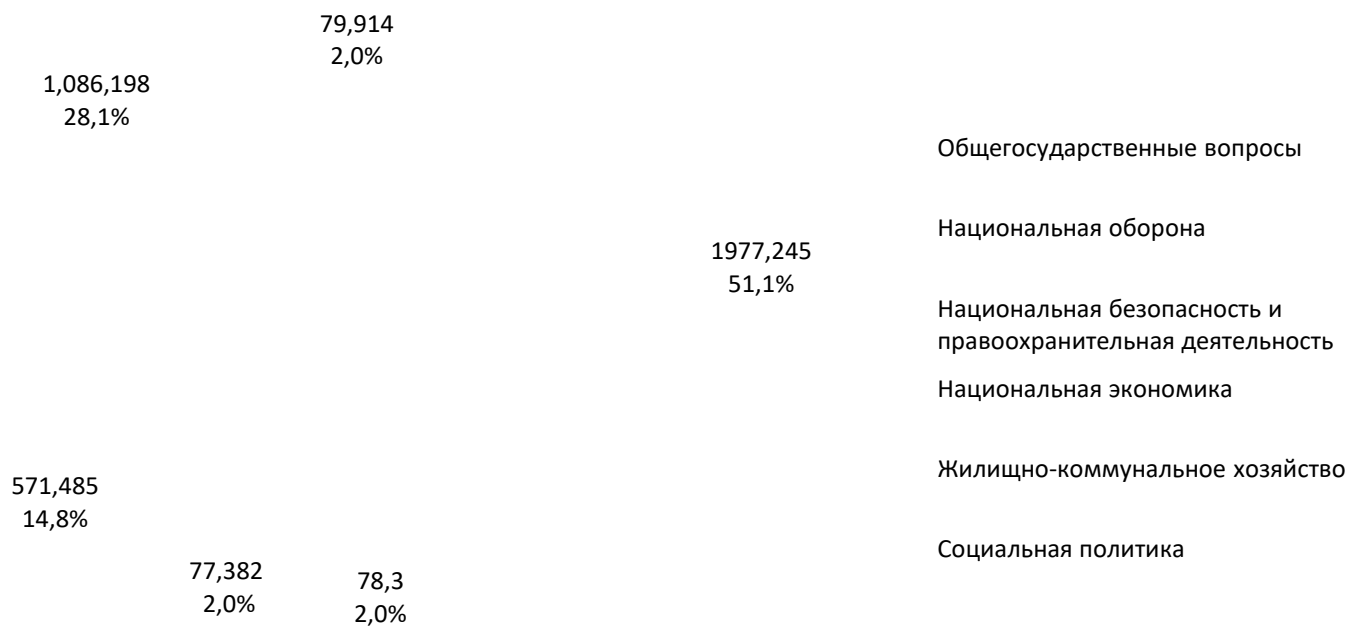 79,914
2,0%
1,086,198
28,1%
Общегосударственные вопросы
Национальная оборона
1977,245
51,1%
Национальная безопасность и
правоохранительная деятельность
Национальная экономика
Жилищно-коммунальное хозяйство
571,485
14,8%
Социальная политика
77,382
2,0%
78,3
2,0%